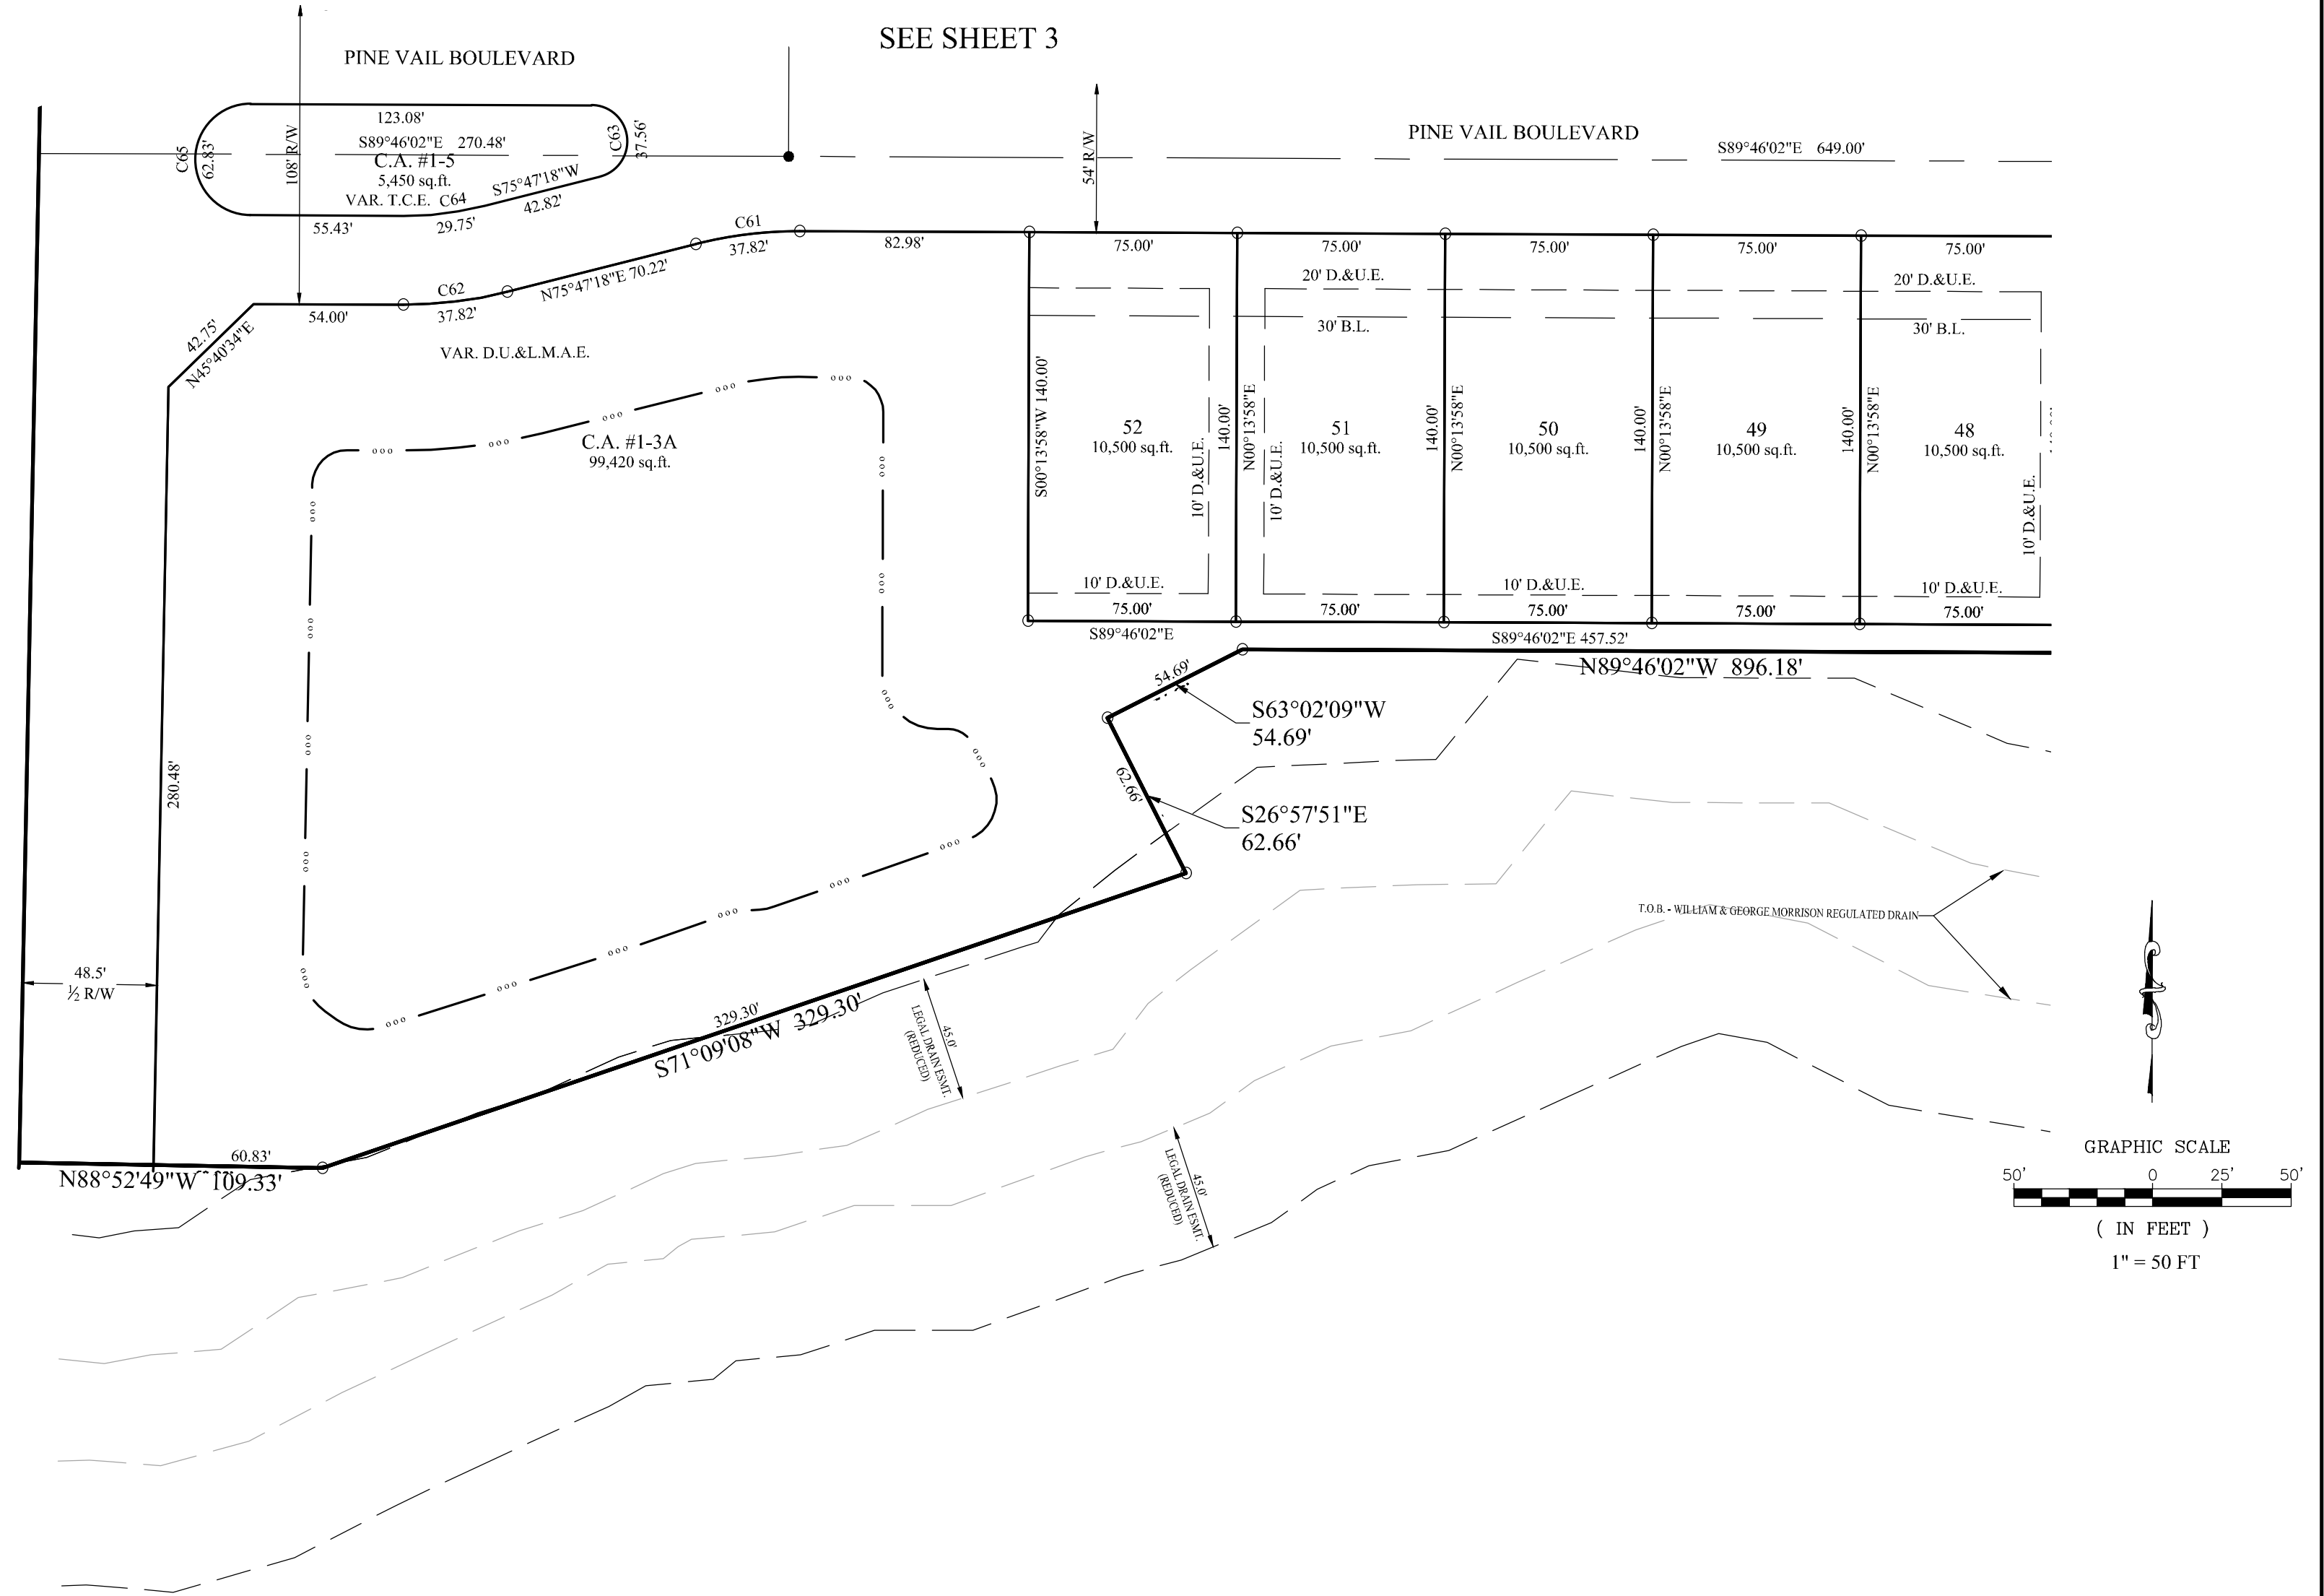 SEE SHEET 3
PINE VAIL BOULEVARD
123.08'
S89°46'02"E 270.48'
C.A. #1-5
5,450 sq.ft.
VAR. T.C.E.
C64
C65
62.83'
108' R/W
C63
37.56'
S75°47'18"W
42.82'
55.43'
29.75'
54' R/W
PINE VAIL BOULEVARD
S89°46'02"E 649.00'
C61
37.82'
82.98'
75.00'
75.00'
75.00'
75.00'
75.00'
C62
37.82'
N75°47'18"E 70.22'
54.00'
42.75'
N45°40'34"E
VAR. D.U.&L.M.A.E.
20' D.&U.E.
20' D.&U.E.
30' B.L.
30' B.L.
C.A. #1-3A
99,420 sq.ft.
S00°13'58"W 140.00'
52
10,500 sq.ft.
10' D.&U.E.
140.00'
N00°13'58"E
10' D.&U.E.
51
10,500 sq.ft.
140.00'
N00°13'58"E
50
10,500 sq.ft.
140.00'
N00°13'58"E
49
10,500 sq.ft.
140.00'
N00°13'58"E
48
10,500 sq.ft.
10' D.&U.E.
10' D.&U.E.
10' D.&U.E.
10' D.&U.E.
75.00'
75.00'
75.00'
75.00'
75.00'
S89°46'02"E
S89°46'02"E 457.52'
N89°46'02"W 896.18'
54.69'
S63°02'09"W
54.69'
62.66'
S26°57'51"E
62.66'
280.48'
T.O.B. - WILLIAM & GEORGE MORRISON REGULATED DRAIN
48.5'
½ R/W
329.30'
S71°09'08"W 329.30'
45.0'
LEGAL DRAIN ESMT.
(REDUCED)
45.0'
LEGAL DRAIN ESMT.
(REDUCED)
60.83'
N88°52'49"W 109.33'
GRAPHIC SCALE
50' 0 25' 50'
( IN FEET )
1" = 50 FT